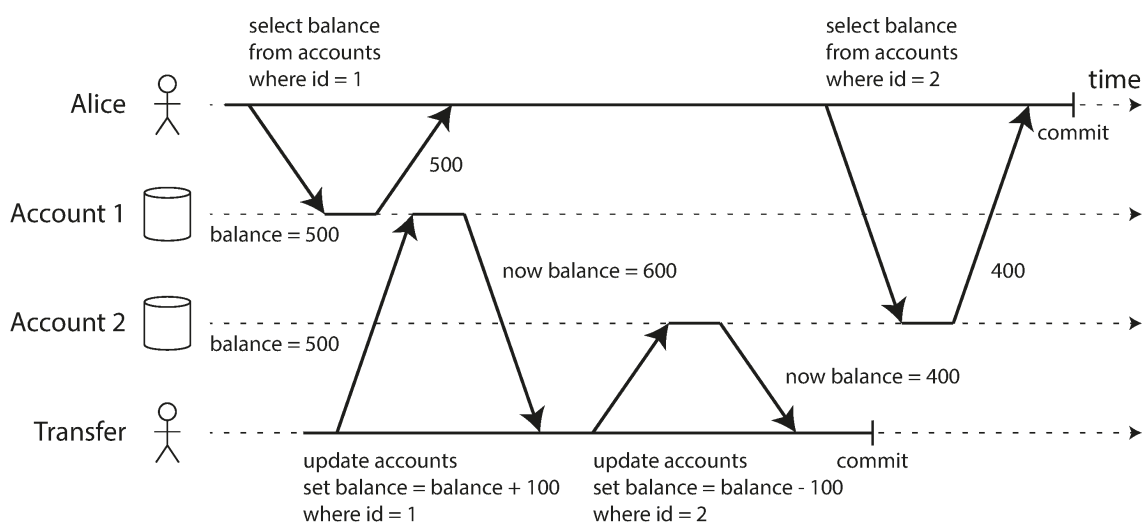 select balance
from accounts
where id = 1
select balance
from accounts
where id = 2
time
Alice
commit
500
Account 1
balance = 500
now balance = 600
400
Account 2
balance = 500
now balance = 400
Transfer
update accounts
set balance = balance + 100
where id = 1
update accounts
set balance = balance - 100
where id = 2
commit